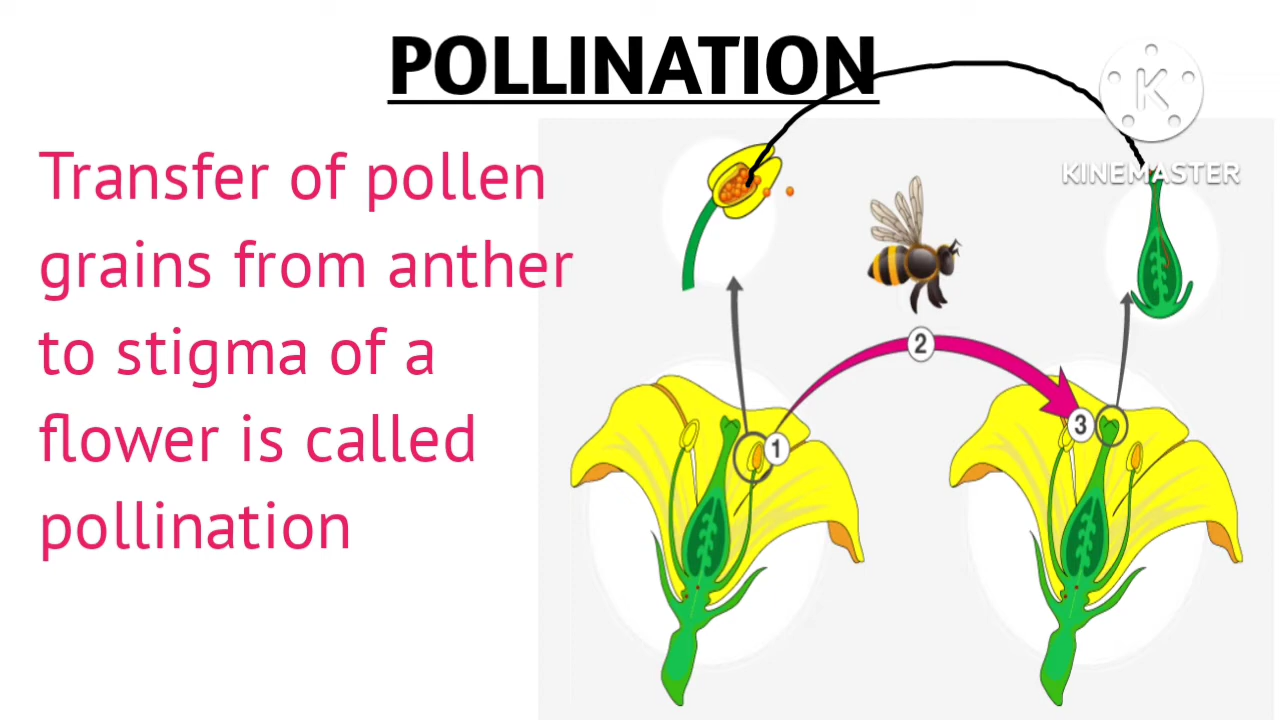 POLLINATION
Transfer of pollen
grains from anther
to stigma of a
flower is called
pollination
K
KINEMASTER
1
2
3